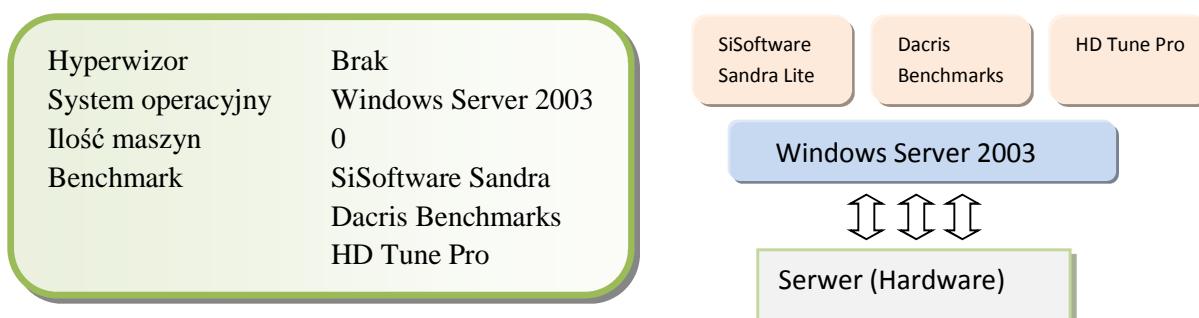 Hyperwizor Brak
System operacyjny Windows Server 2003
Ilość maszyn 0
Benchmark SiSoftware Sandra
Dacris Benchmarks
HD Tune Pro
SiSoftware
Sandra Lite
Dacris
Benchmarks
HD Tune Pro
Windows Server 2003
Serwer (Hardware)